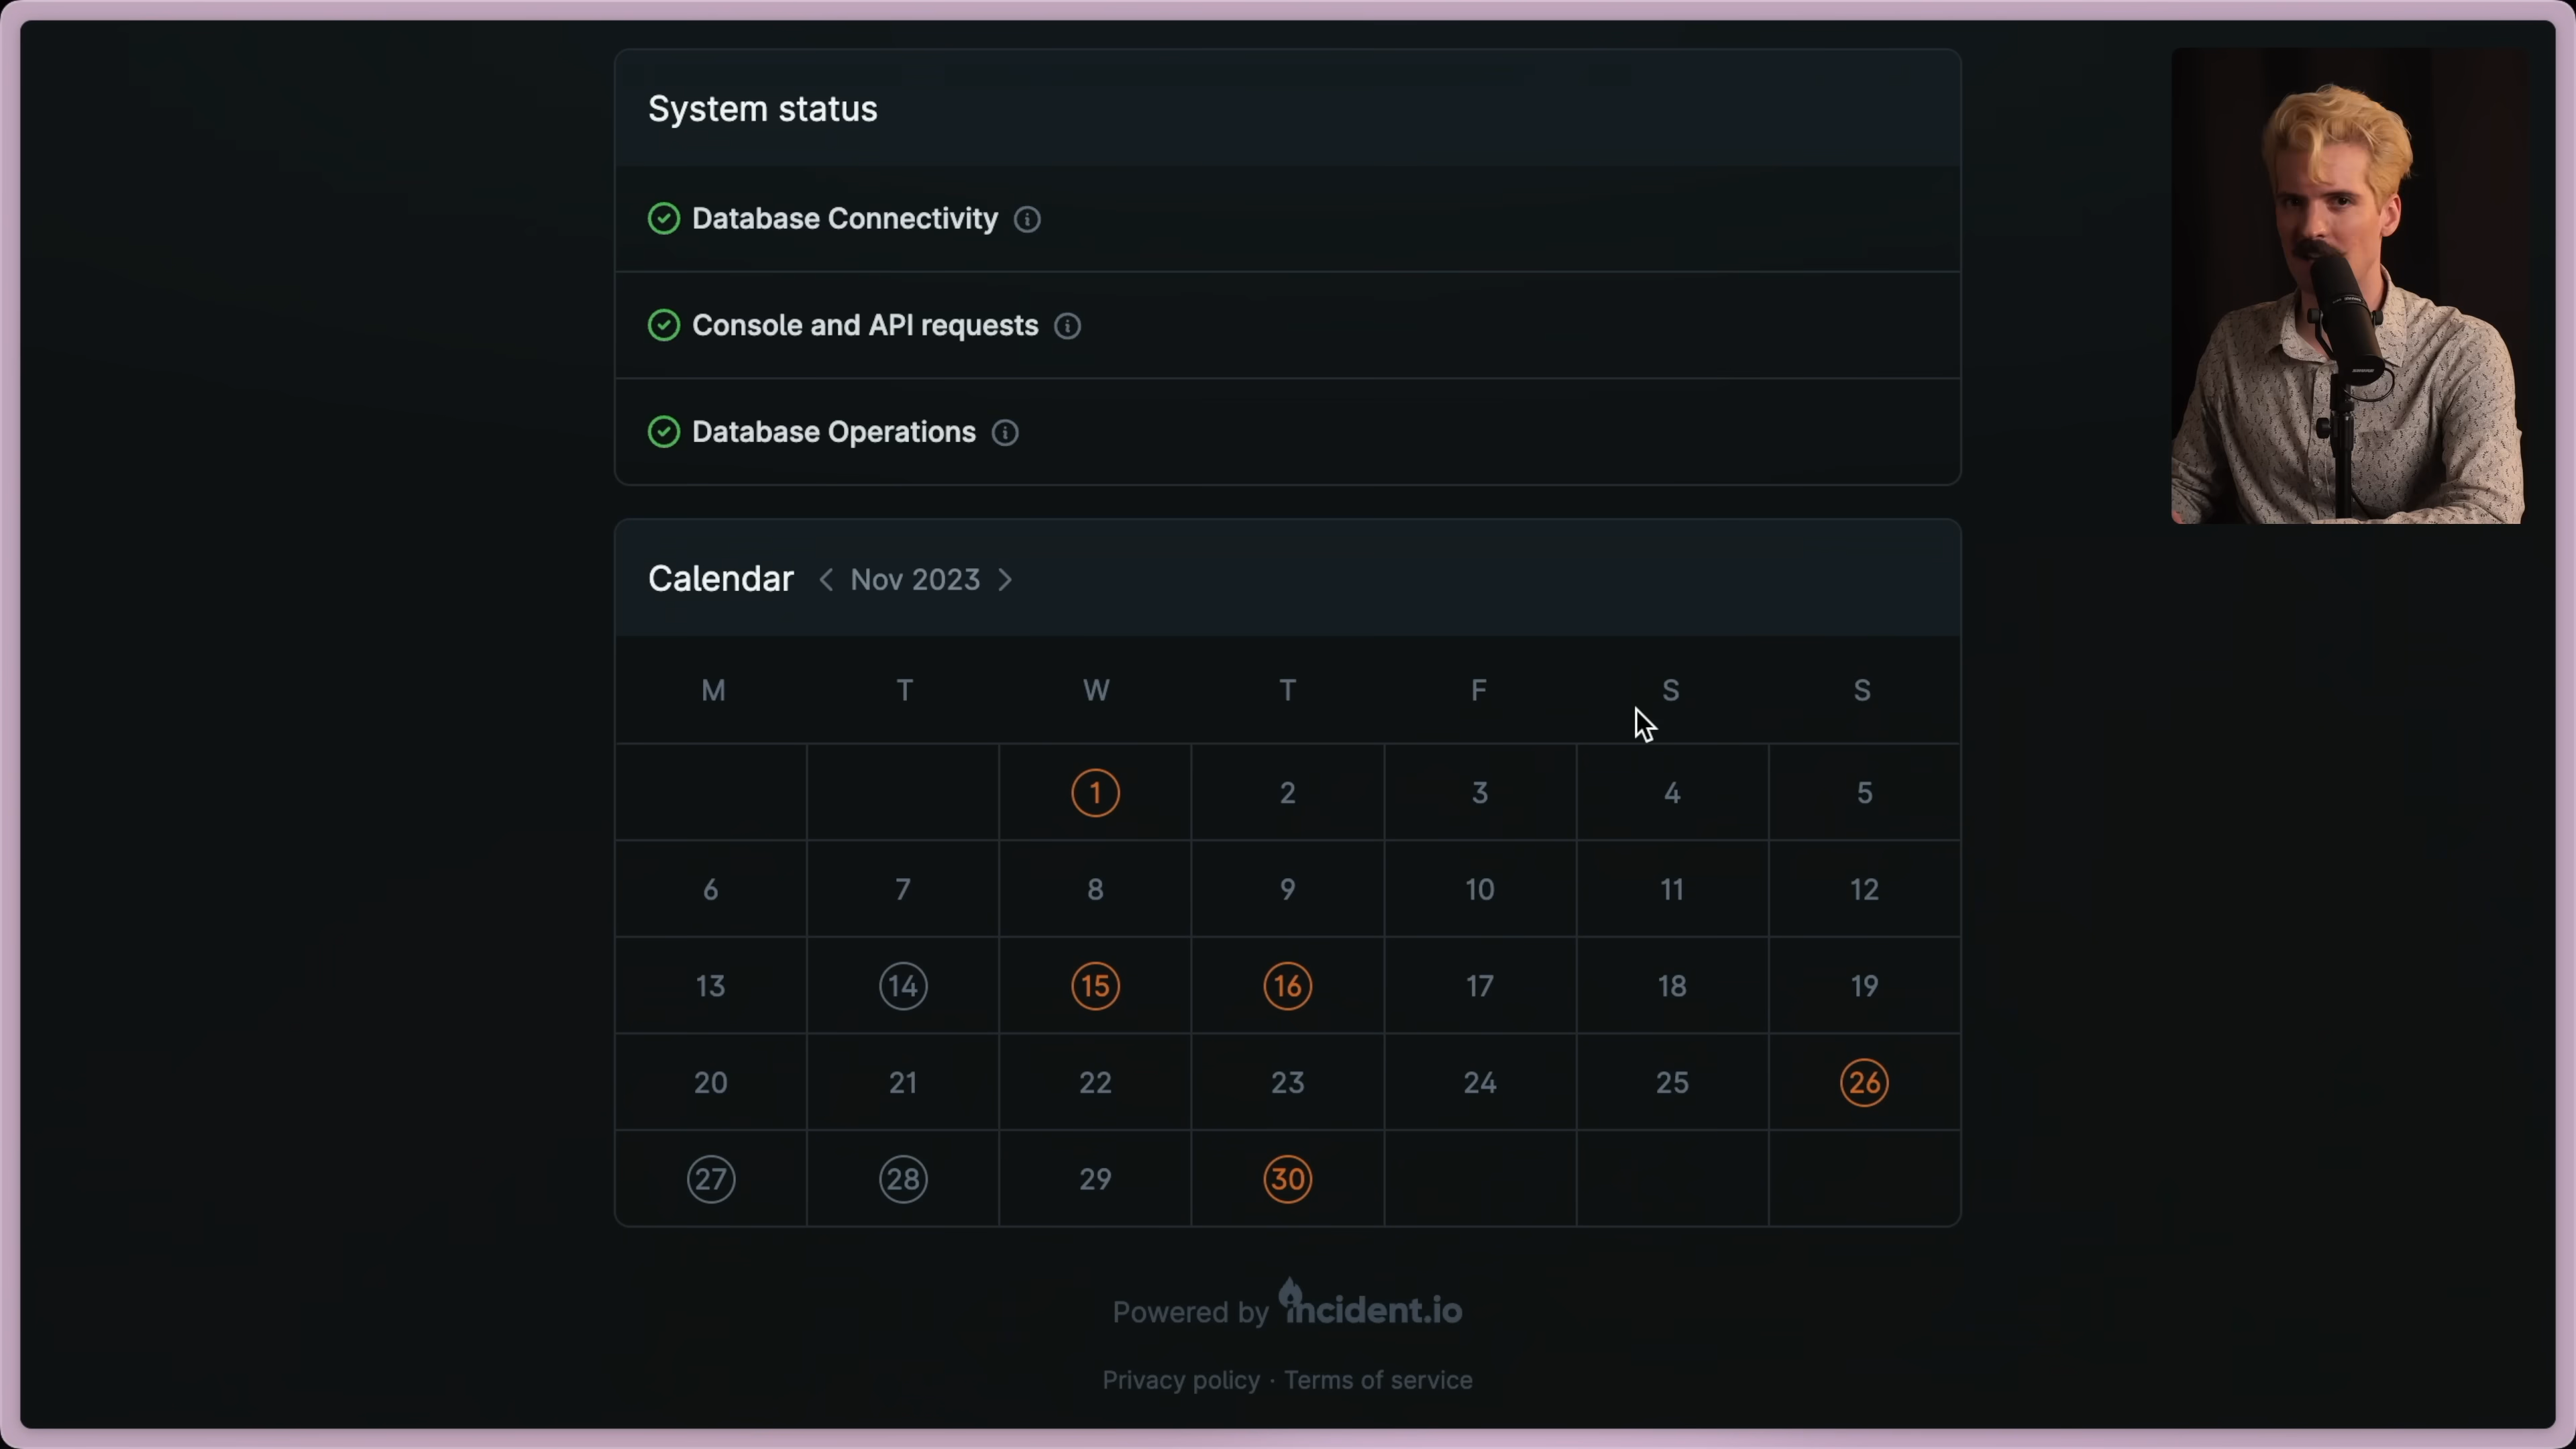 System status
Database Connectivity
Console and API requests
Database Operations
Calendar < Nov 2023 >
M T W T F S S
1 2 3 4 5
6 7 8 9 10 11 12
13 14 15 16 17 18 19
20 21 22 23 24 25 26
27 28 29 30
Powered by incident.io
Privacy policy · Terms of service